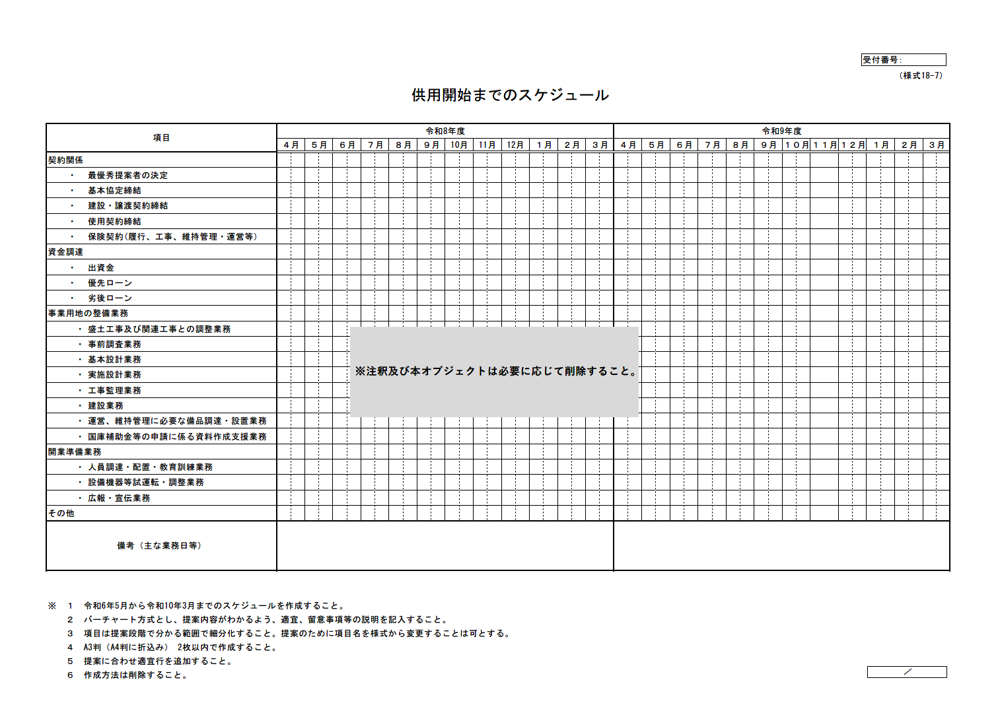 受付番号：
（様式18-7）
供用開始までのスケジュール
項目
令和8年度
令和9年度
４月 ５月 ６月 ７月 ８月 ９月 10月 11月 12月 １月 ２月 ３月 ４月 ５月 ６月 ７月 ８月 ９月 １０月 １１月 １２月 １月 ２月 ３月
契約関係
・ 最優秀提案者の決定
・ 基本協定締結
・ 建設・譲渡契約締結
・ 使用契約締結
・ 保険契約（履行、工事、維持管理・運営等）
資金調達
・ 出資金
・ 優先ローン
・ 劣後ローン
事業用地の整備業務
・ 盛土工事及び関連工事との調整業務
・ 事前調査業務
・ 基本設計業務
・ 実施設計業務
・ 工事監理業務
・ 建設業務
・ 運営、維持管理に必要な備品調達・設置業務
・ 国庫補助金等の申請に係る資料作成支援業務
※注釈及び本オブジェクトは必要に応じて削除すること。
開業準備業務
・ 人員調達・配置・教育訓練業務
・ 設備機器等試運転・調整業務
・ 広報・宣伝業務
その他
備考（主な業務日等）
※ １ 令和6年5月から令和10年3月までのスケジュールを作成すること。
２ バーチャート方式とし、提案内容がわかるよう、適宜、留意事項等の説明を記入すること。
３ 項目は提案段階で分かる範囲で細分化すること。提案のために項目名を様式から変更することは可とする。
４ A3判（A4判に折込み） 2枚以内で作成すること。
５ 提案に合わせ適宜行を追加すること。
６ 作成方法は削除すること。
／